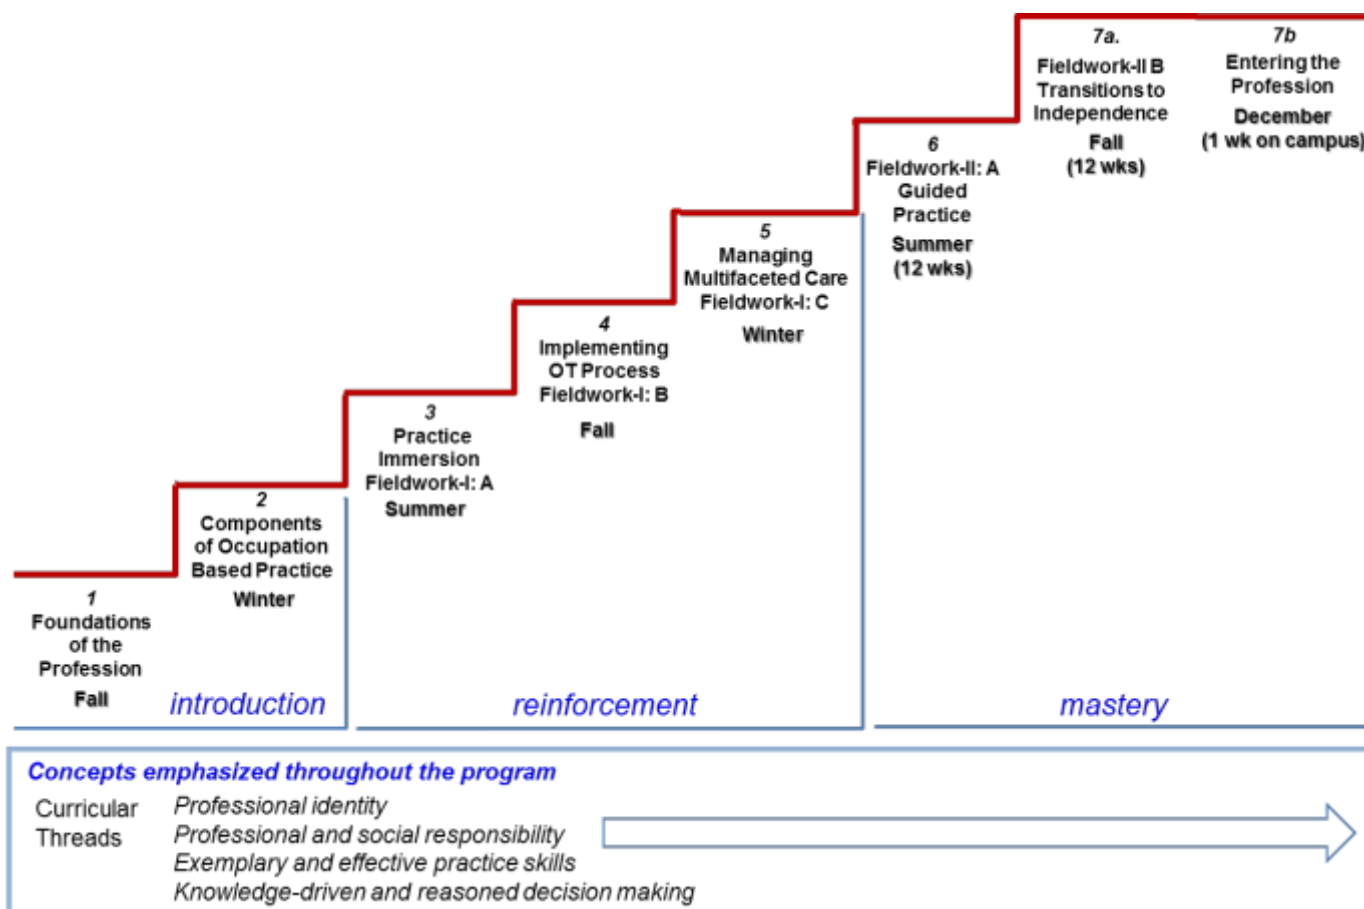 1
Foundations
of the
Profession
Fall
2
Components
of Occupation
Based Practice
Winter
introduction
3
Practice
Immersion
Fieldwork-I: A
Summer
4
Implementing
OT Process
Fieldwork-I: B
Fall
5
Managing
Multifaceted Care
Fieldwork-I: C
Winter
reinforcement
6
Fieldwork-II: A
Guided
Practice
Summer
(12 wks)
7a.
Fieldwork-II B
Transitions to
Independence
Fall
(12 wks)
7b
Entering the
Profession
December
(1 wk on campus)
mastery
Concepts emphasized throughout the program
Curricular
Threads
Professional identity
Professional and social responsibility
Exemplary and effective practice skills
Knowledge-driven and reasoned decision making